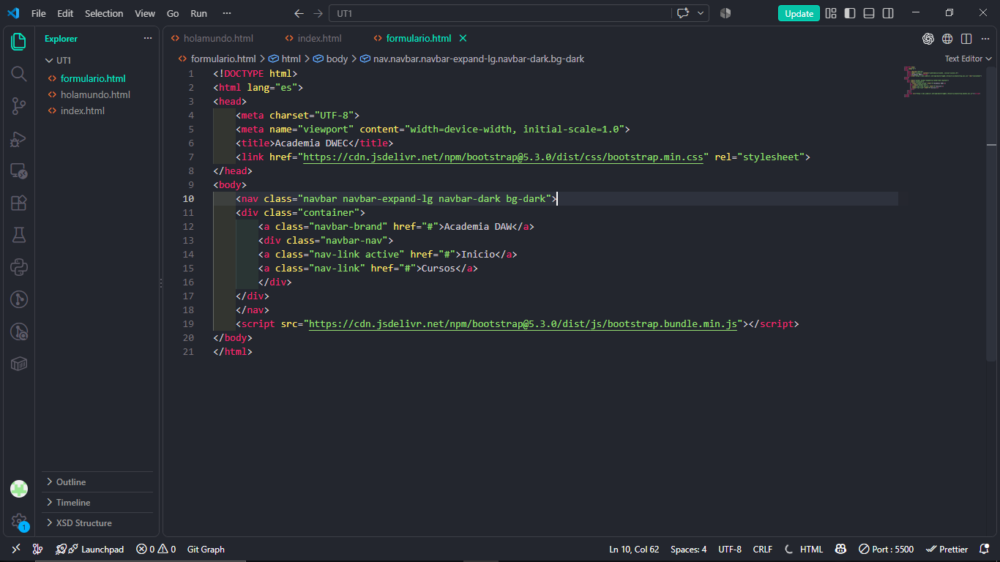 File Edit Selection View Go Run ··· UT1 Update
Explorer ···
UT1
formulario.html
holamundo.html
index.html
Outline
Timeline
XSD Structure
1
holamundo.html index.html formulario.html
formulario.html > html > body > nav.navbar.navbar-expand-lg.navbar-dark.bg-dark Text Editor
1 <!DOCTYPE html>
2 <html lang="es">
3 <head>
4 <meta charset="UTF-8">
5 <meta name="viewport" content="width=device-width, initial-scale=1.0">
6 <title>Academia DWEC</title>
7 <link href="https://cdn.jsdelivr.net/npm/bootstrap@5.3.0/dist/css/bootstrap.min.css" rel="stylesheet">
8 </head>
9 <body>
10 <nav class="navbar navbar-expand-lg navbar-dark bg-dark">
11 <div class="container">
12 <a class="navbar-brand" href="#">Academia DAW</a>
13 <div class="navbar-nav">
14 <a class="nav-link active" href="#">Inicio</a>
15 <a class="nav-link" href="#">Cursos</a>
16 </div>
17 </div>
18 </nav>
19 <script src="https://cdn.jsdelivr.net/npm/bootstrap@5.3.0/dist/js/bootstrap.bundle.min.js"></script>
20 </body>
21 </html>
Launchpad 0 0 Git Graph Ln 10, Col 62 Spaces: 4 UTF-8 CRLF HTML Port : 5500 Prettier